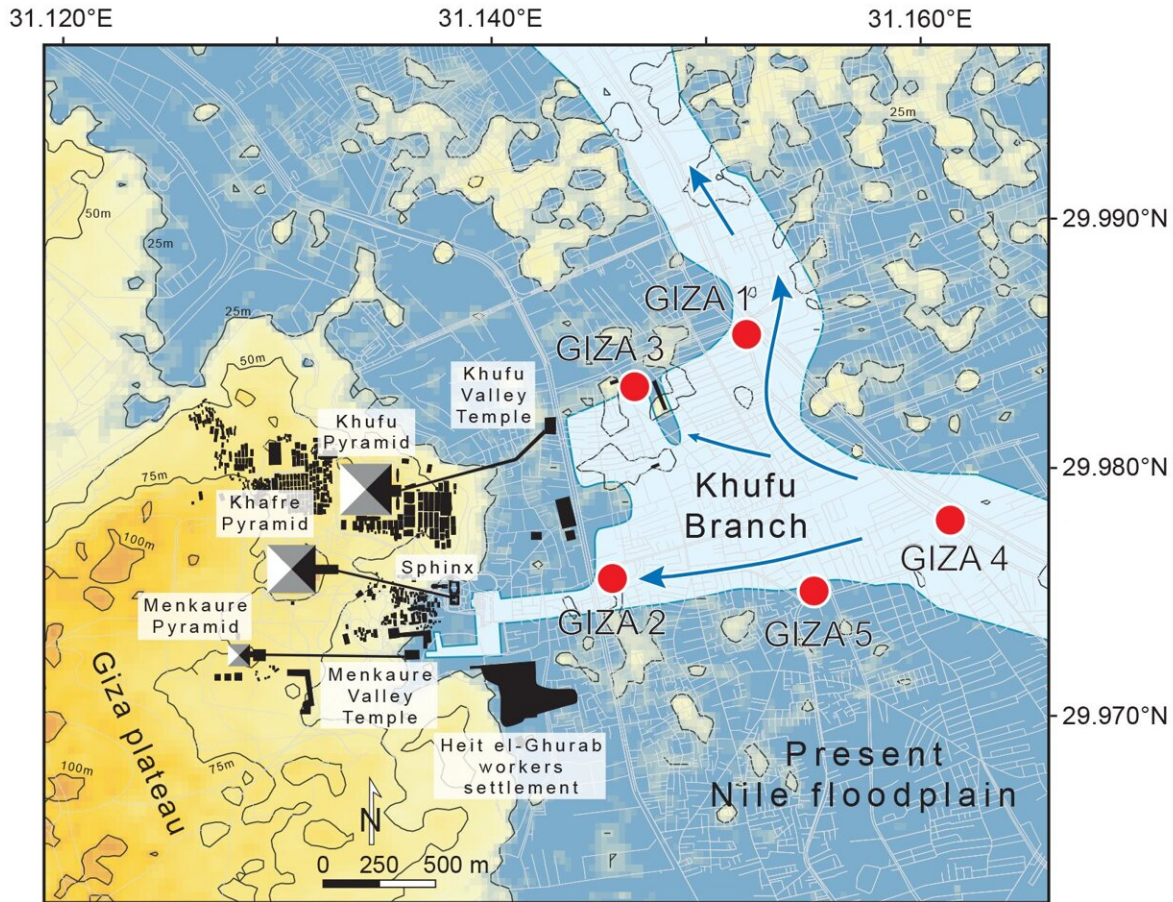 31.120°E
31.140°E
31.160°E
25m
50m
29.990°N
75m
25m
GIZA 1
25m
GIZA 3
50m
Khufu
Valley
Temple
Khufu
Pyramid
29.980°N
75m
Khafre
Pyramid
Khufu
Branch
100m
Sphinx
GIZA 4
Menkaure
Pyramid
GIZA 2
GIZA 5
Giza plateau
Menkaure
Valley
Temple
29.970°N
Heit el-Ghurab
workers
settlement
Present
Nile floodplain
100m
75m
N
0 250 500 m